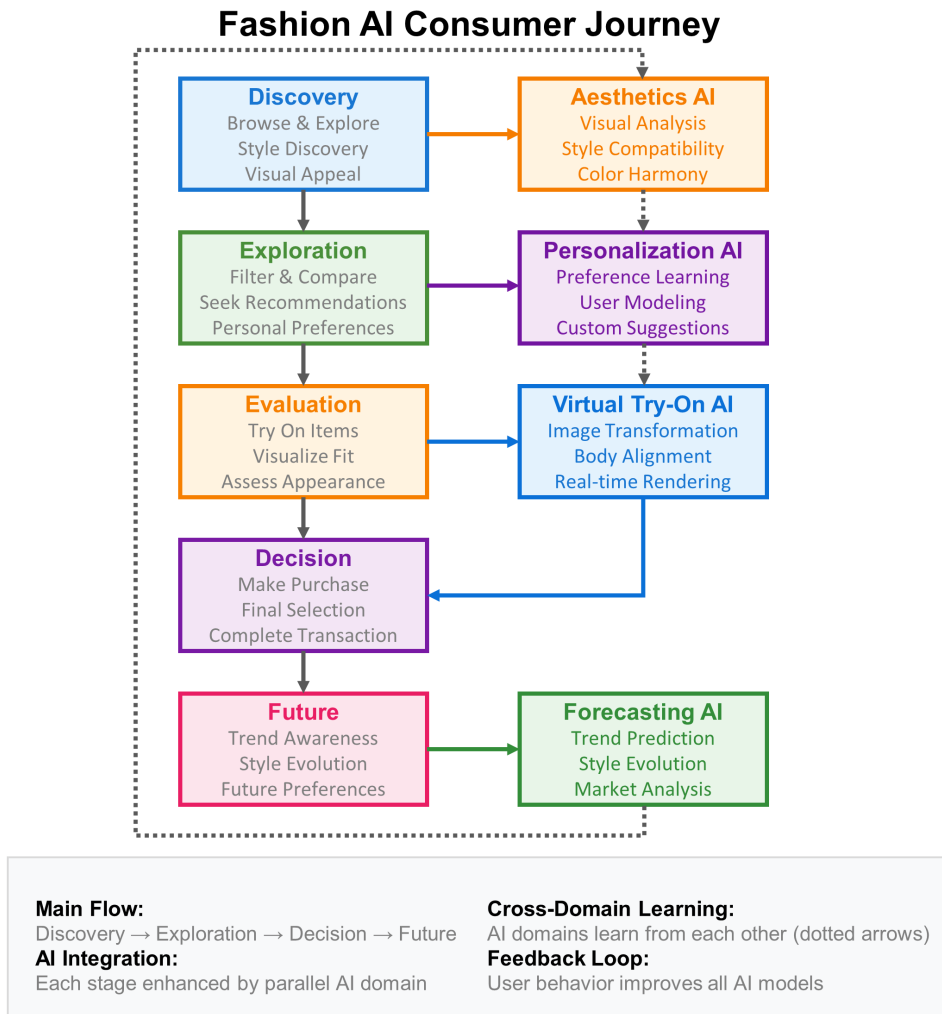 Fashion AI Consumer Journey
Discovery
Browse & Explore
Style Discovery
Visual Appeal
Aesthetics AI
Visual Analysis
Style Compatibility
Color Harmony
Exploration
Filter & Compare
Seek Recommendations
Personal Preferences
Personalization AI
Preference Learning
User Modeling
Custom Suggestions
Evaluation
Try On Items
Visualize Fit
Assess Appearance
Virtual Try-On AI
Image Transformation
Body Alignment
Real-time Rendering
Decision
Make Purchase
Final Selection
Complete Transaction
Future
Trend Awareness
Style Evolution
Future Preferences
Forecasting AI
Trend Prediction
Style Evolution
Market Analysis
Main Flow:
Discovery → Exploration → Decision → Future
AI Integration:
Each stage enhanced by parallel AI domain
Cross-Domain Learning:
AI domains learn from each other (dotted arrows)
Feedback Loop:
User behavior improves all AI models